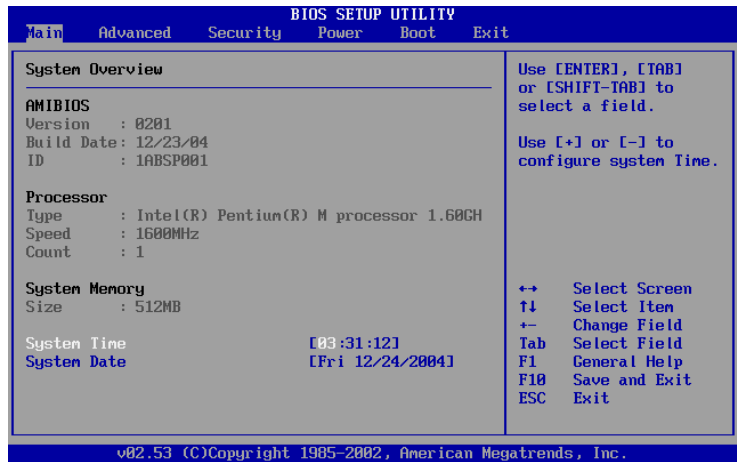 BIOS SETUP UTILITY
Main Advanced Security Power Boot Exit
System Overview
AMIBIOS
Version : 0201
Build Date: 12/23/04
ID : 1ABSP001
Processor
Type : Intel(R) Pentium(R) M processor 1.60GH
Speed : 1600MHz
Count : 1
System Memory
Size : 512MB
System Time [03:31:12]
System Date [Fri 12/24/2004]
Use [ENTER], [TAB]
or [SHIFT-TAB] to
select a field.
Use [+] or [-] to
configure system Time.
←→ Select Screen
↑↓ Select Item
+- Change Field
Tab Select Field
F1 General Help
F10 Save and Exit
ESC Exit
v02.53 (C)Copyright 1985-2002, American Megatrends, Inc.